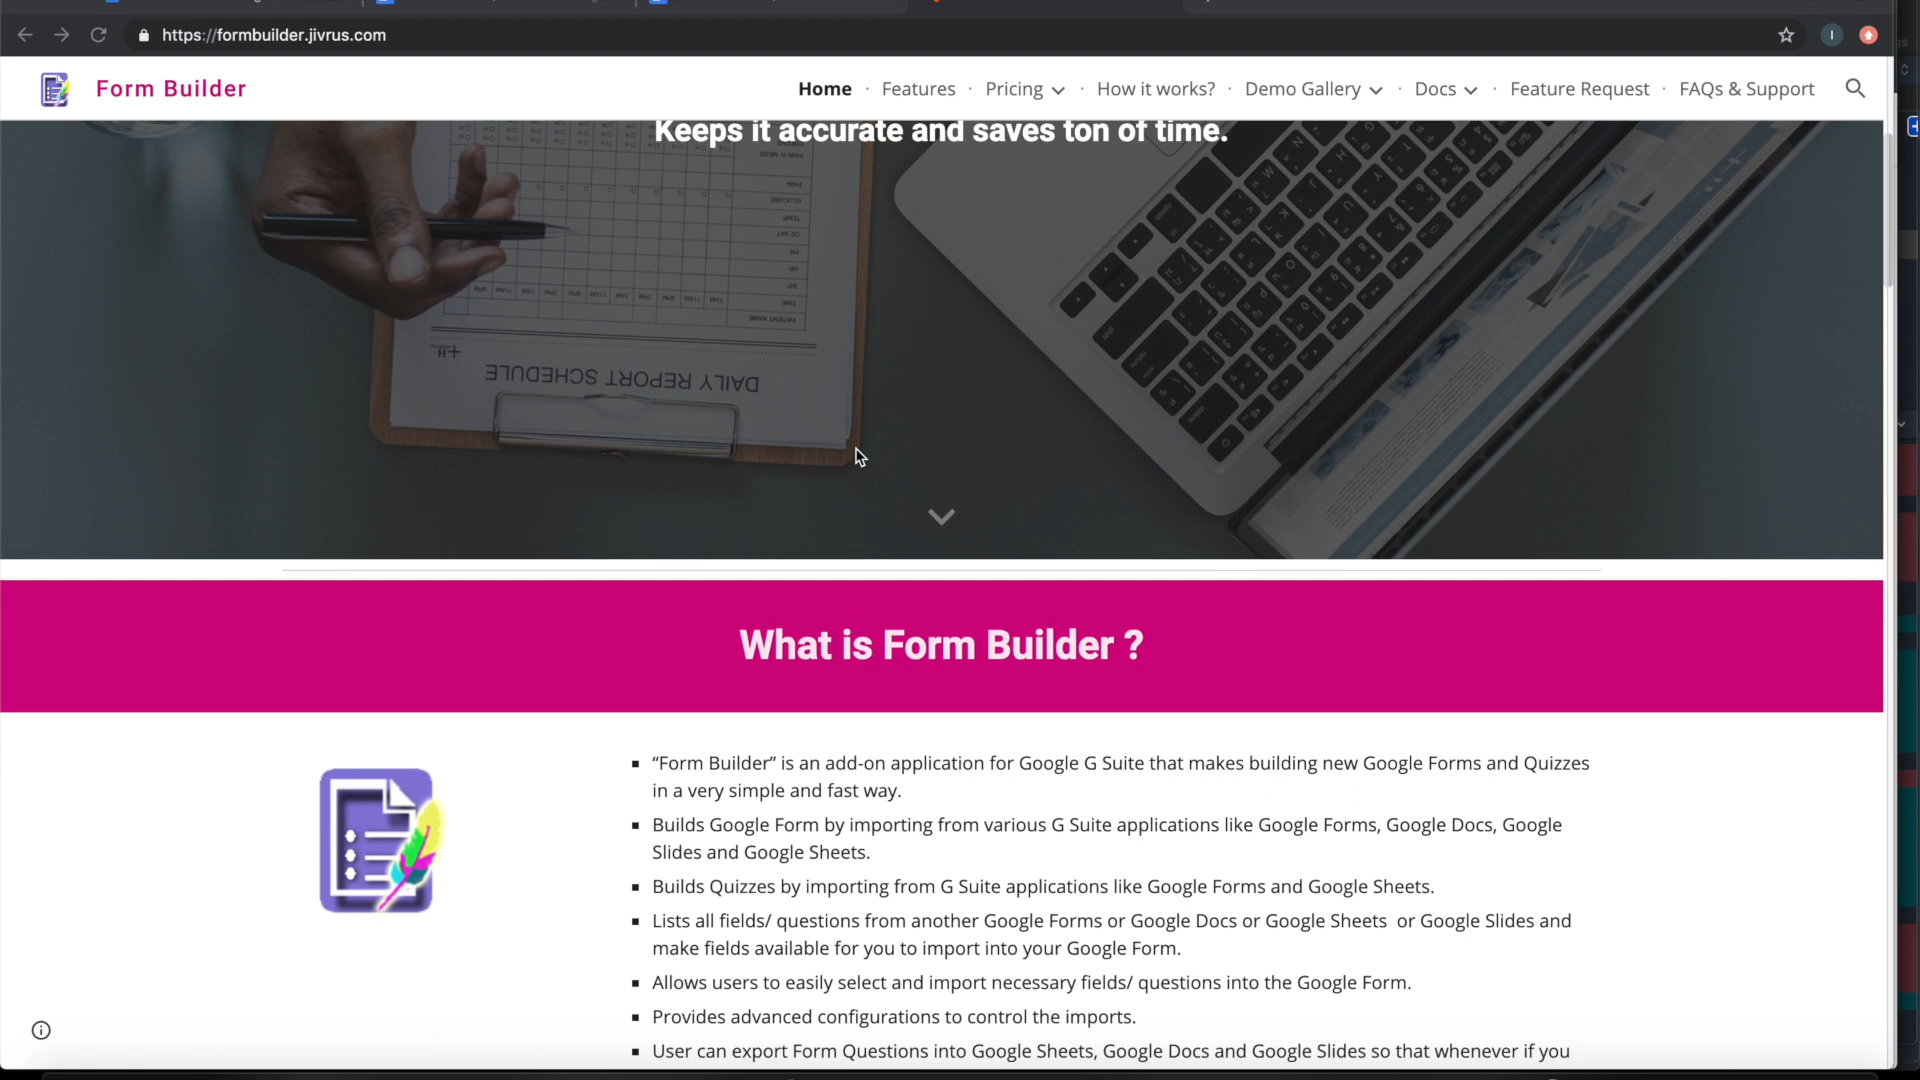 https://formbuilder.jivrus.com
Form Builder
Home · Features · Pricing · How it works? · Demo Gallery · Docs · Feature Request · FAQs & Support
Keeps it accurate and saves ton of time.
DAILY REPORT SCHEDULE
PATIENT NAME
TIME
What is Form Builder ?
“Form Builder” is an add-on application for Google G Suite that makes building new Google Forms and Quizzes
in a very simple and fast way.
Builds Google Form by importing from various G Suite applications like Google Forms, Google Docs, Google
Slides and Google Sheets.
Builds Quizzes by importing from G Suite applications like Google Forms and Google Sheets.
Lists all fields/ questions from another Google Forms or Google Docs or Google Sheets or Google Slides and
make fields available for you to import into your Google Form.
Allows users to easily select and import necessary fields/ questions into the Google Form.
Provides advanced configurations to control the imports.
User can export Form Questions into Google Sheets, Google Docs and Google Slides so that whenever if you